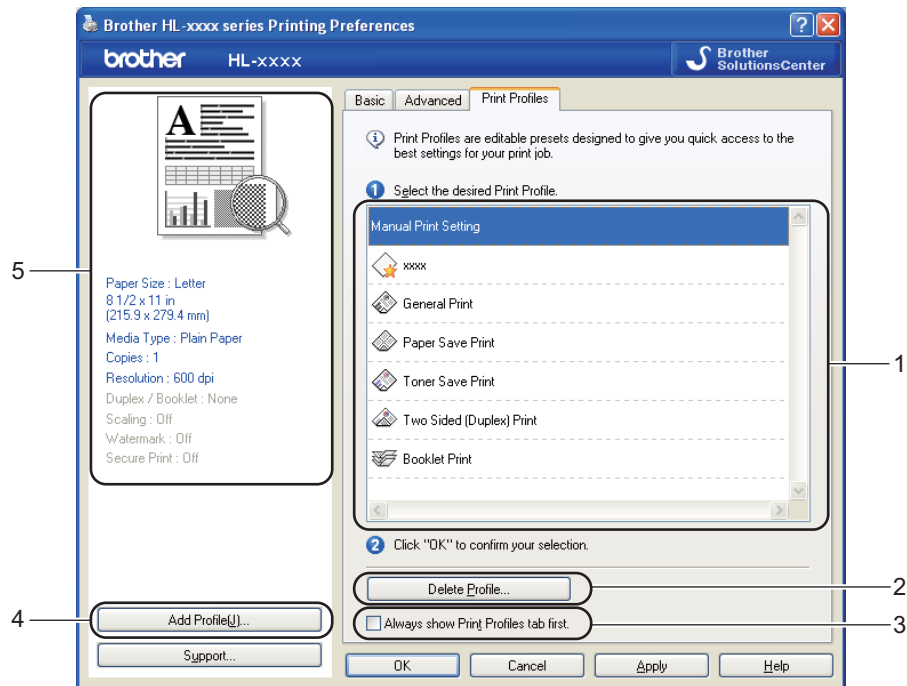 Brother HL-xxxx series Printing Preferences
brother HL-xxxx
Brother
SolutionsCenter
A
Paper Size : Letter
8 1/2 x 11 in
(215.9 x 279.4 mm)
Media Type : Plain Paper
Copies : 1
Resolution : 600 dpi
Duplex / Booklet : None
Scaling : Off
Watermark : Off
Secure Print : Off
5
Add Profile(J)...
4
Support...
Basic
Advanced
Print Profiles
Print Profiles are editable presets designed to give you quick access to the
best settings for your print job.
1 Select the desired Print Profile.
Manual Print Setting
xxxx
General Print
Paper Save Print
Toner Save Print
Two Sided (Duplex) Print
Booklet Print
1
2 Click "OK" to confirm your selection.
Delete Profile...
2
Always show Print Profiles tab first.
3
OK
Cancel
Apply
Help